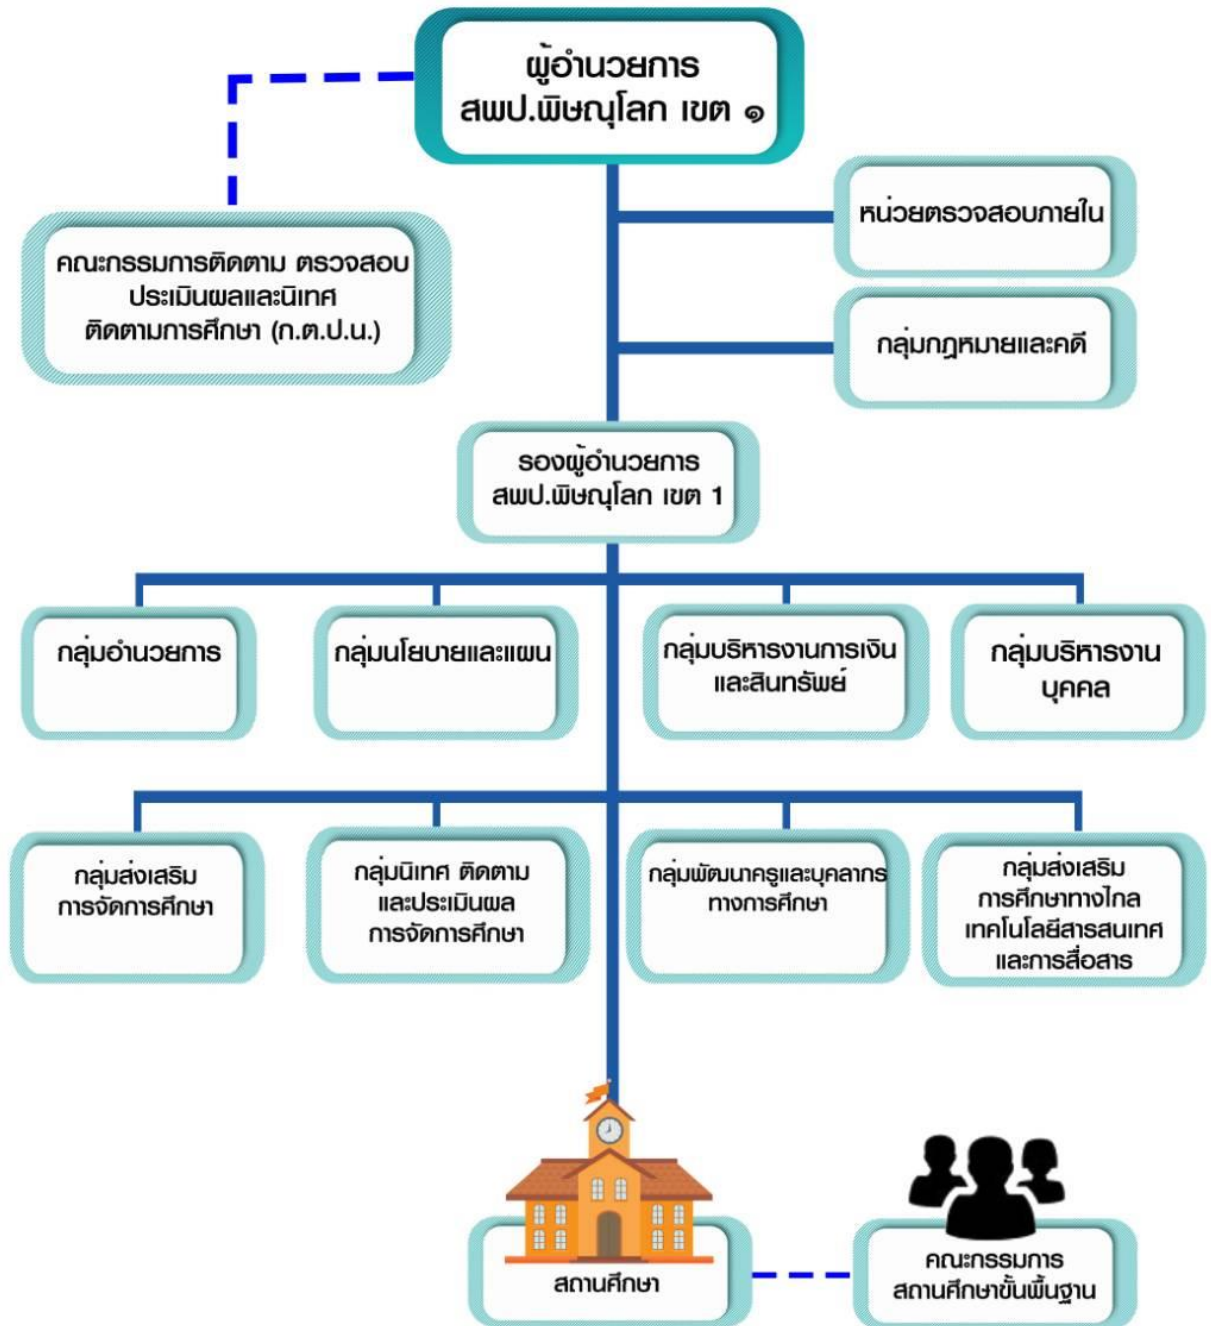 ผู้อำนวยการ
สพป.พิษณุโลก เขต ๑
หน่วยตรวจสอบภายใน
คณะกรรมการติดตาม ตรวจสอบ
ประเมินผลและนิเทศ
ติดตามการศึกษา (ก.ต.ป.น.)
กลุ่มกฎหมายและคดี
รองผู้อำนวยการ
สพป.พิษณุโลก เขต 1
กลุ่มอำนวยการ
กลุ่มนโยบายและแผน
กลุ่มบริหารงานการเงิน
และสินทรัพย์
กลุ่มบริหารงาน
บุคคล
กลุ่มส่งเสริม
การจัดการศึกษา
กลุ่มนิเทศ ติดตาม
และประเมินผล
การจัดการศึกษา
กลุ่มพัฒนาครูและบุคลากร
ทางการศึกษา
กลุ่มส่งเสริม
การศึกษาทางไกล
เทคโนโลยีสารสนเทศ
และการสื่อสาร
สถานศึกษา
คณะกรรมการ
สถานศึกษาขั้นพื้นฐาน